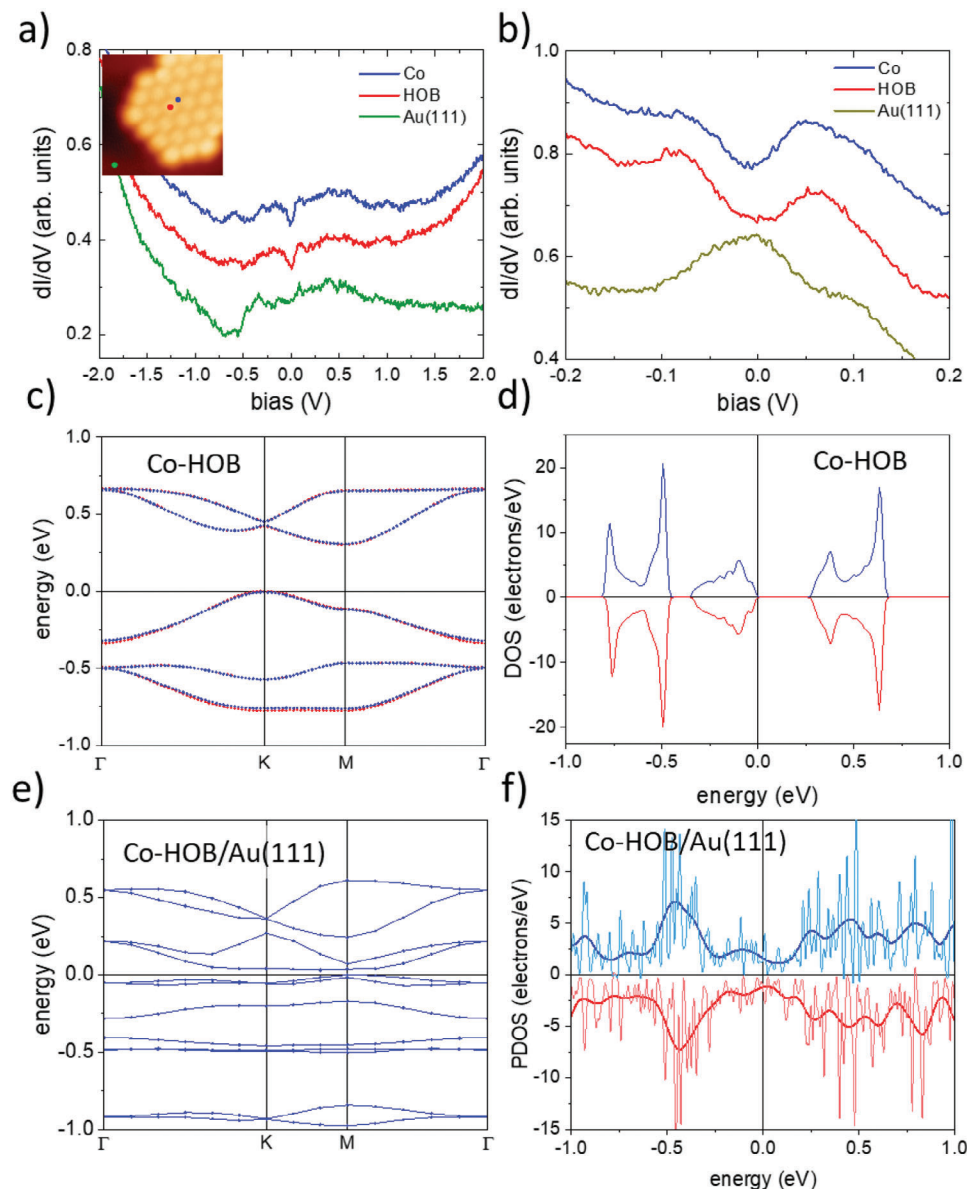 a)
0.8
0.6
0.4
0.2
dI/dV (arb. units)
Co
HOB
Au(111)
-2.0 -1.5 -1.0 -0.5 0.0 0.5 1.0 1.5 2.0
bias (V)
b)
1.0
0.8
0.6
0.4
dI/dV (arb. units)
Co
HOB
Au(111)
-0.2 -0.1 0.0 0.1 0.2
bias (V)
c)
1.0
0.5
0.0
-0.5
-1.0
energy (eV)
Co-HOB
Γ K M Γ
d)
20
10
0
-10
-20
DOS (electrons/eV)
Co-HOB
-1.0 -0.5 0.0 0.5 1.0
energy (eV)
e)
1.0
0.5
0.0
-0.5
-1.0
energy (eV)
Co-HOB/Au(111)
Γ K M Γ
f)
15
10
5
0
-5
-10
-15
PDOS (electrons/eV)
Co-HOB/Au(111)
-1.0 -0.5 0.0 0.5 1.0
energy (eV)